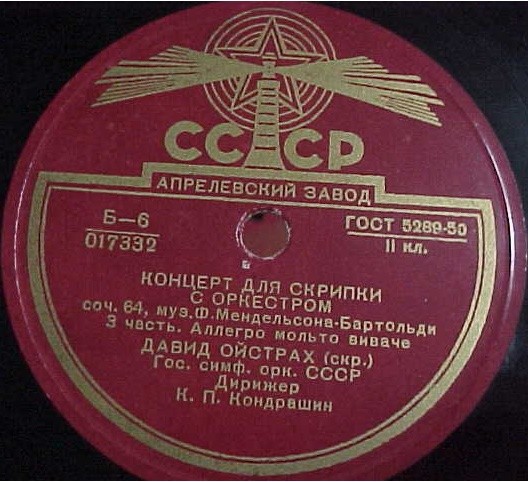 СССР
АПРЕЛЕВСКИЙ ЗАВОД
Б—6
017332
ГОСТ 5289-50
II кл.
КОНЦЕРТ ДЛЯ СКРИПКИ
С ОРКЕСТРОМ
соч. 64, муз. Ф. Мендельсона-Бартольди
3 часть. Аллегро мольто виваче
ДАВИД ОЙСТРАХ (скр.)
Гос. симф. орк. СССР
Дирижер
К. П. Кондрашин